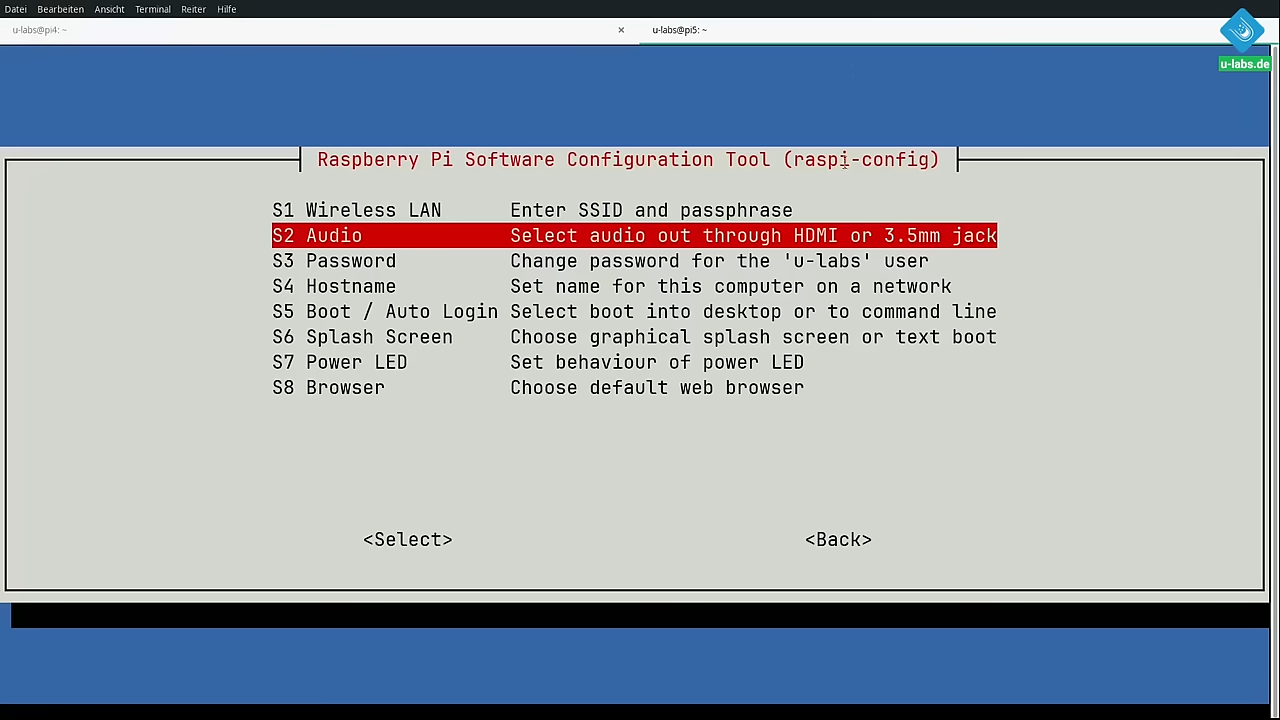 Datei Bearbeiten Ansicht Terminal Reiter Hilfe
u-labs@pi4: ~ × u-labs@pi5: ~
u-labs.de
Raspberry Pi Software Configuration Tool (raspi-config)
S1 Wireless LAN Enter SSID and passphrase
S2 Audio Select audio out through HDMI or 3.5mm jack
S3 Password Change password for the 'u-labs' user
S4 Hostname Set name for this computer on a network
S5 Boot / Auto Login Select boot into desktop or to command line
S6 Splash Screen Choose graphical splash screen or text boot
S7 Power LED Set behaviour of power LED
S8 Browser Choose default web browser
<Select> <Back>